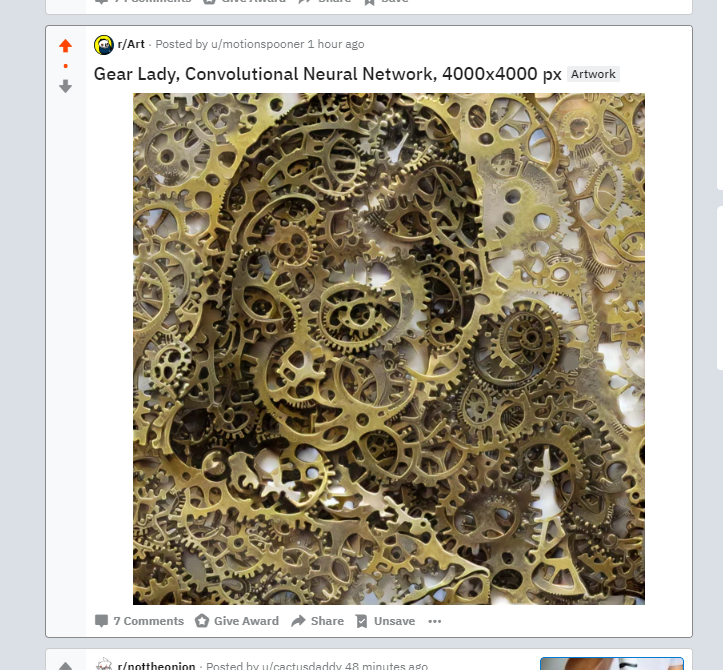 7 Comments Give Award Share Save
r/Art · Posted by u/motionspooner 1 hour ago
Gear Lady, Convolutional Neural Network, 4000x4000 px Artwork
7 Comments Give Award Share Unsave ···
r/nottheonion · Posted by u/cactusdaddy 48 minutes ago